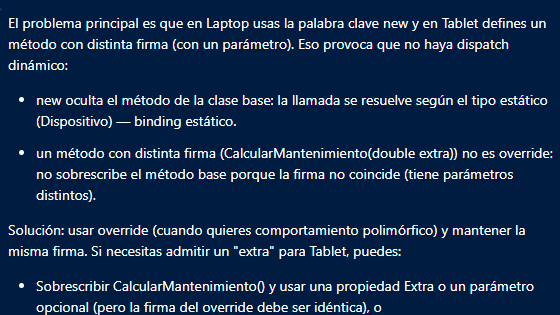 El problema principal es que en Laptop usas la palabra clave new y en Tablet defines un
método con distinta firma (con un parámetro). Eso provoca que no haya dispatch
dinámico:
• new oculta el método de la clase base: la llamada se resuelve según el tipo estático
(Dispositivo) — binding estático.
• un método con distinta firma (CalcularMantenimiento(double extra)) no es override:
no sobrescribe el método base porque la firma no coincide (tiene parámetros
distintos).
Solución: usar override (cuando quieres comportamiento polimórfico) y mantener la
misma firma. Si necesitas admitir un "extra" para Tablet, puedes:
• Sobrescribir CalcularMantenimiento() y usar una propiedad Extra o un parámetro
opcional (pero la firma del override debe ser idéntica), o